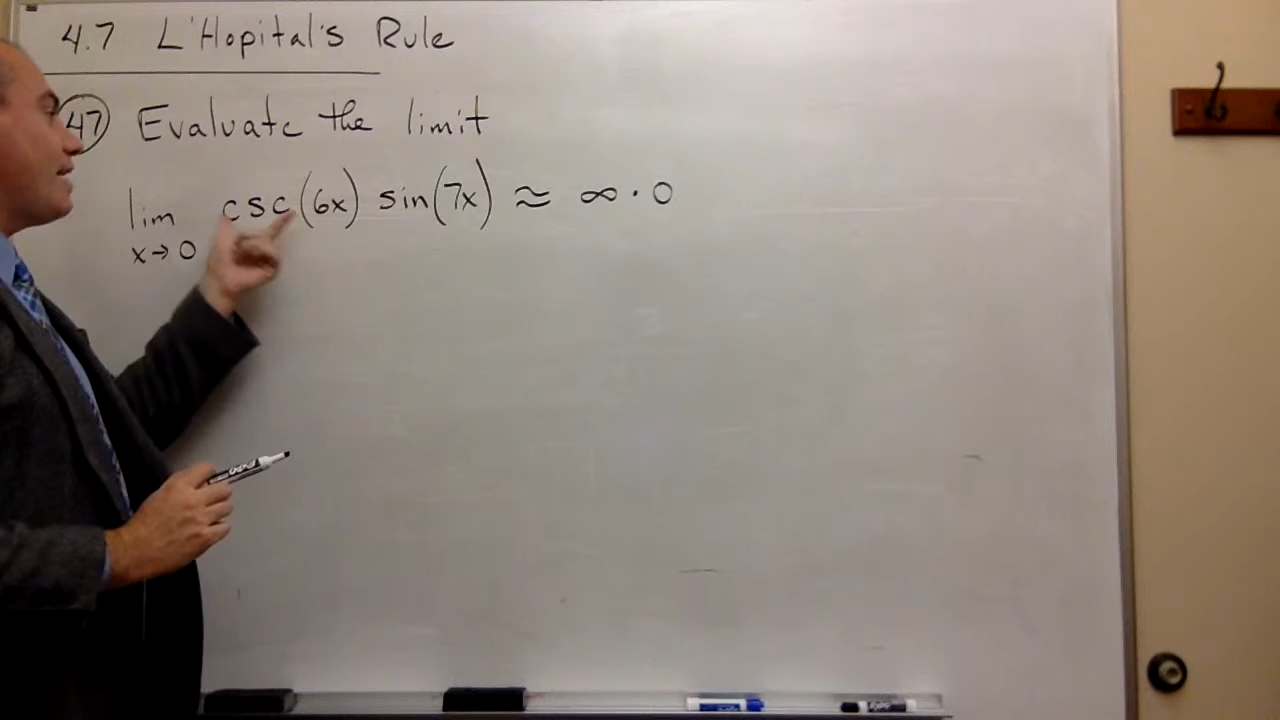 4.7 L'Hopital's Rule
47 Evaluate the limit
lim csc(6x) sin(7x) ≈ ∞ · 0
x→0